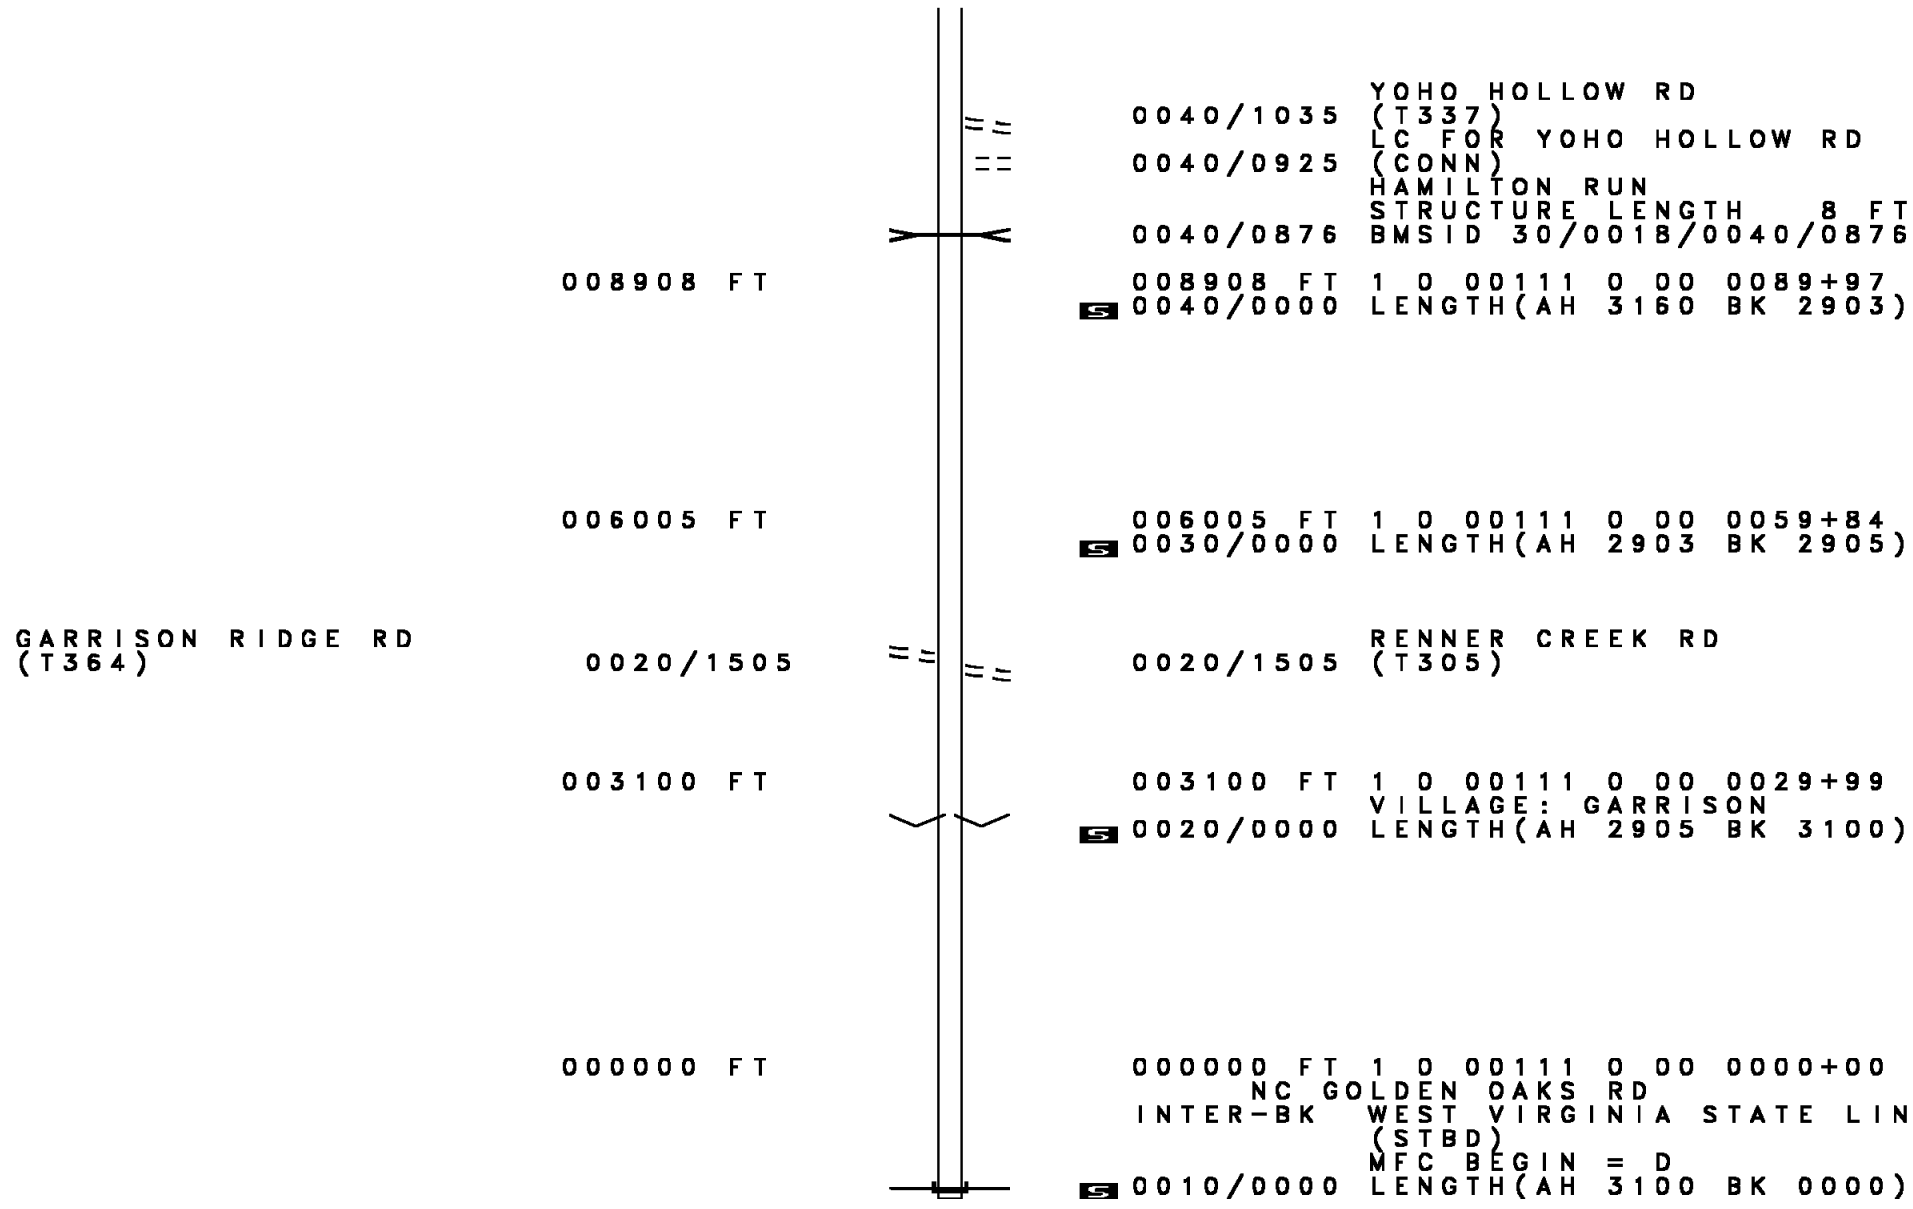 YOHO HOLLOW RD
0040/1035 (T337)
LC FOR YOHO HOLLOW RD
0040/0925 (CONN)
HAMILTON RUN
STRUCTURE LENGTH 8 FT
0040/0876 BMSID 30/0018/0040/0876
008908 FT 008908 FT 1 0 00111 0 00 0089+97
S 0040/0000 LENGTH(AH 3160 BK 2903)
006005 FT 006005 FT 1 0 00111 0 00 0059+84
S 0030/0000 LENGTH(AH 2903 BK 2905)
GARRISON RIDGE RD RENNER CREEK RD
(T364) 0020/1505 0020/1505 (T305)
003100 FT 003100 FT 1 0 00111 0 00 0029+99
VILLAGE: GARRISON
S 0020/0000 LENGTH(AH 2905 BK 3100)
000000 FT 000000 FT 1 0 00111 0 00 0000+00
NC GOLDEN OAKS RD
INTER-BK WEST VIRGINIA STATE LIN
(STBD)
MFC BEGIN = D
S 0010/0000 LENGTH(AH 3100 BK 0000)